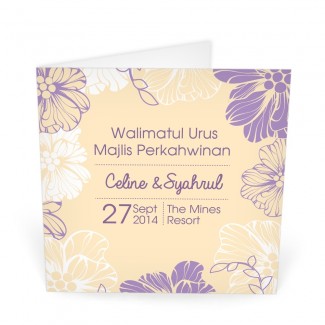 Walimatul Urus
Majlis Perkahwinan
Celine & Syahrul
27 Sept 2014 | The Mines Resort